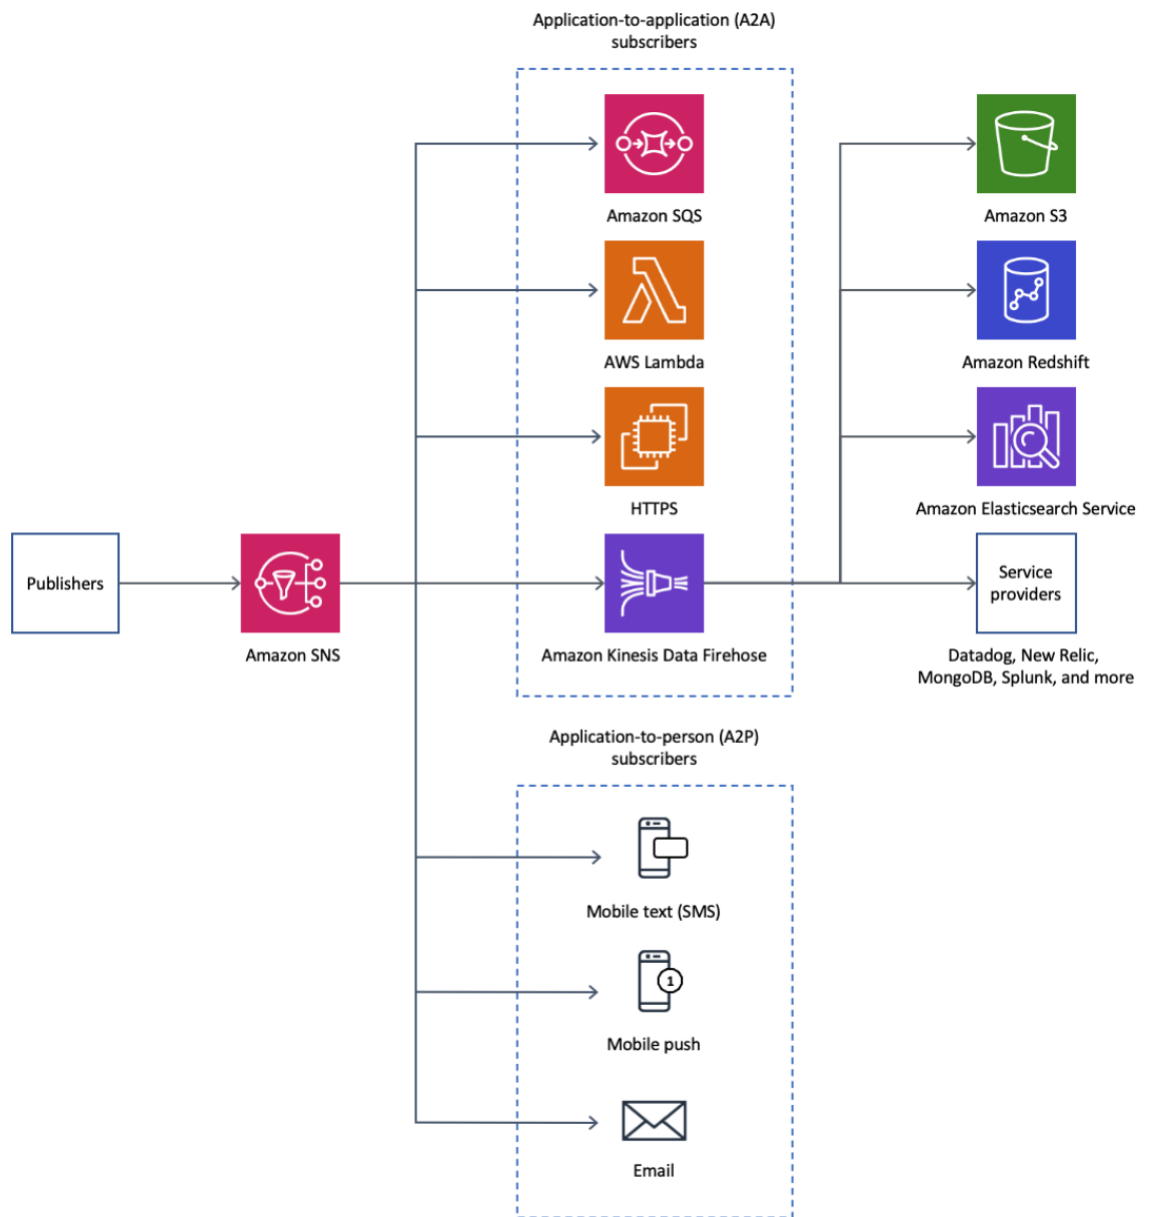 Application-to-application (A2A)
subscribers
Amazon SQS
Amazon S3
AWS Lambda
Amazon Redshift
HTTPS
Amazon Elasticsearch Service
Publishers
Amazon SNS
Amazon Kinesis Data Firehose
Service
providers
Datadog, New Relic,
MongoDB, Splunk, and more
Application-to-person (A2P)
subscribers
Mobile text (SMS)
1
Mobile push
Email